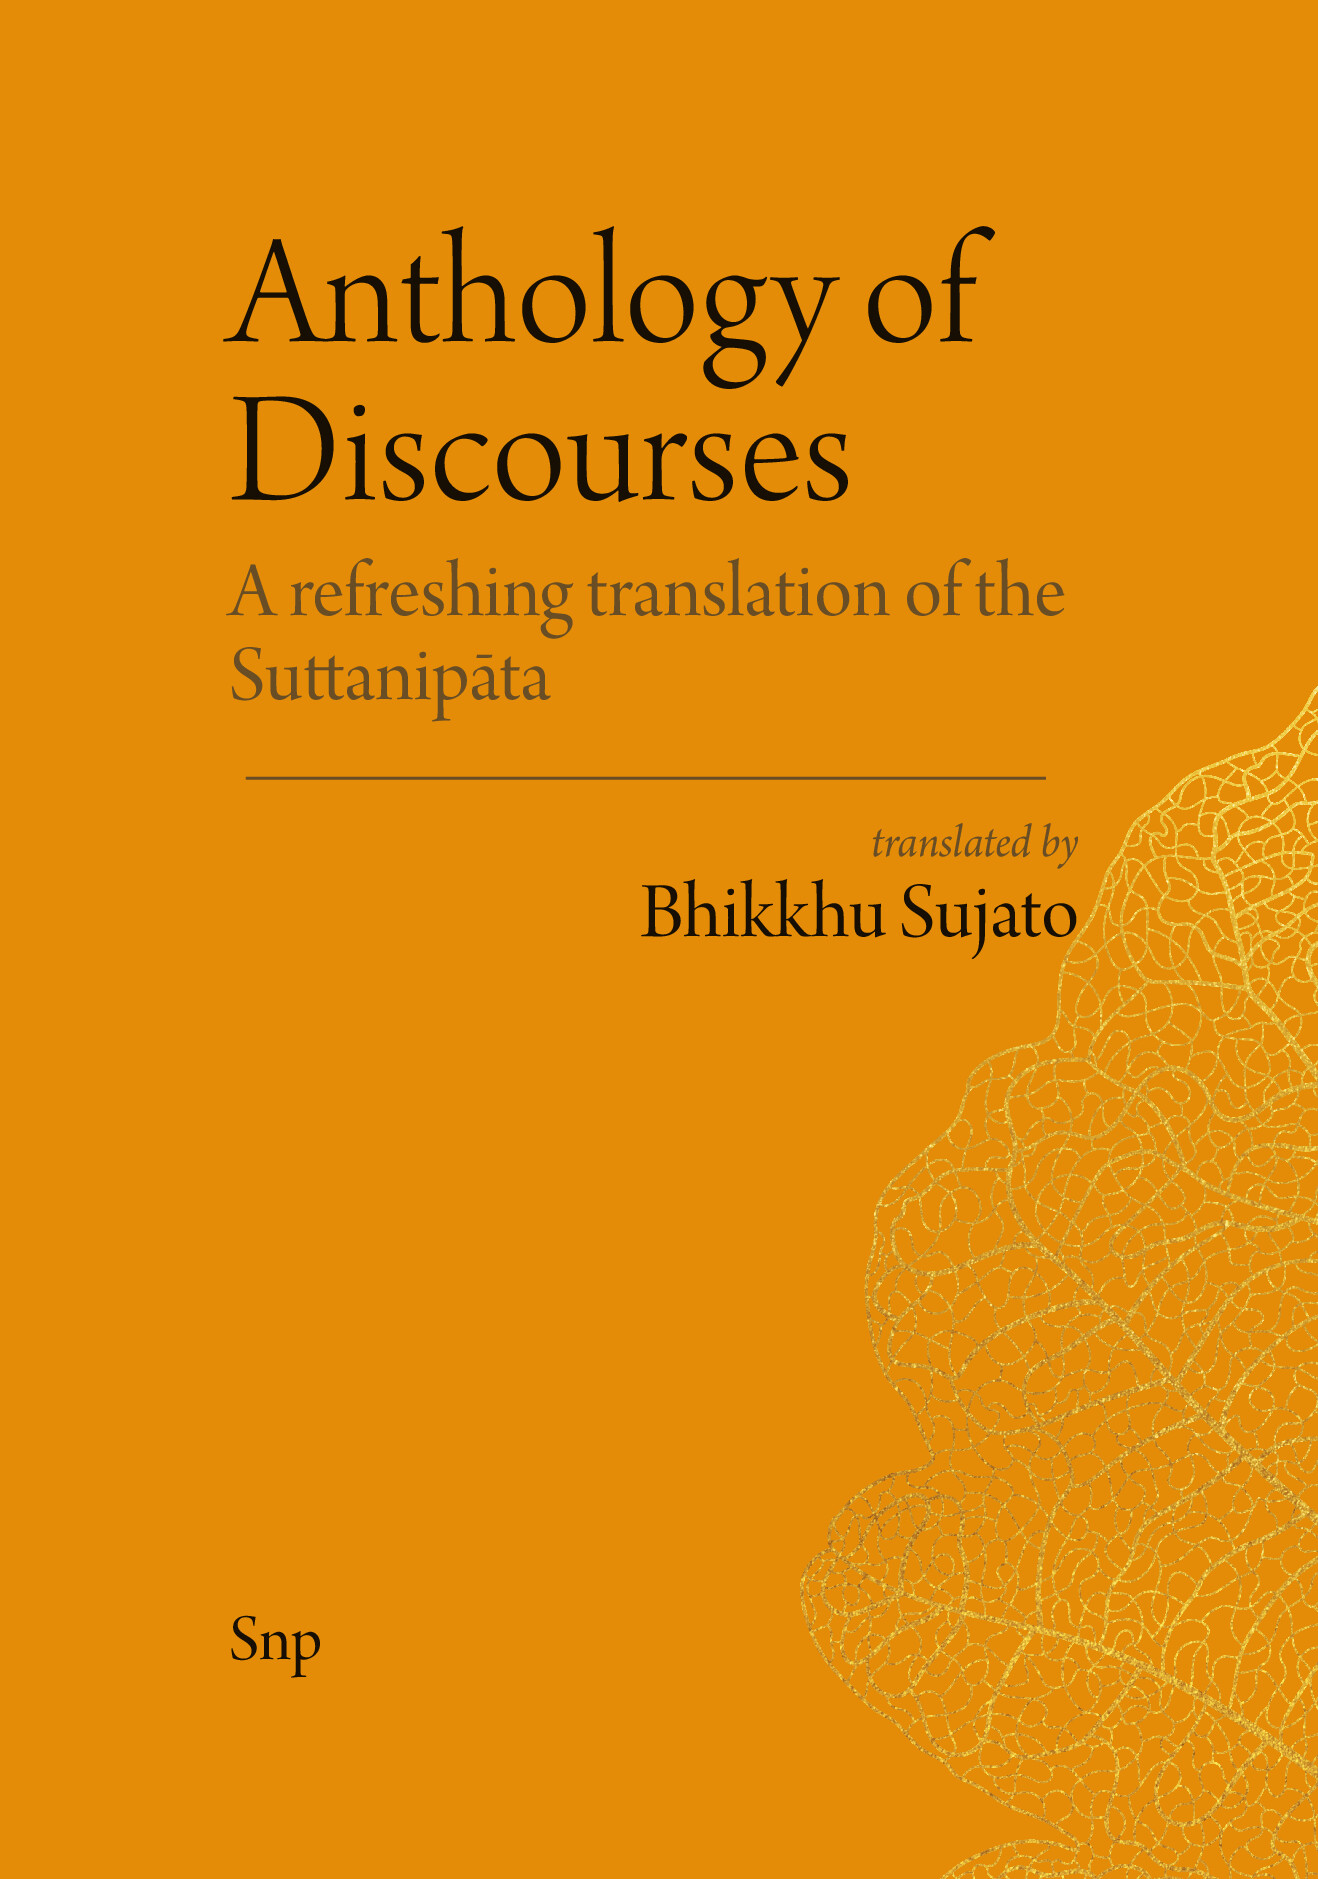 Anthology of
Discourses
A refreshing translation of the
Suttanipāta
translated by
Bhikkhu Sujato
Snp